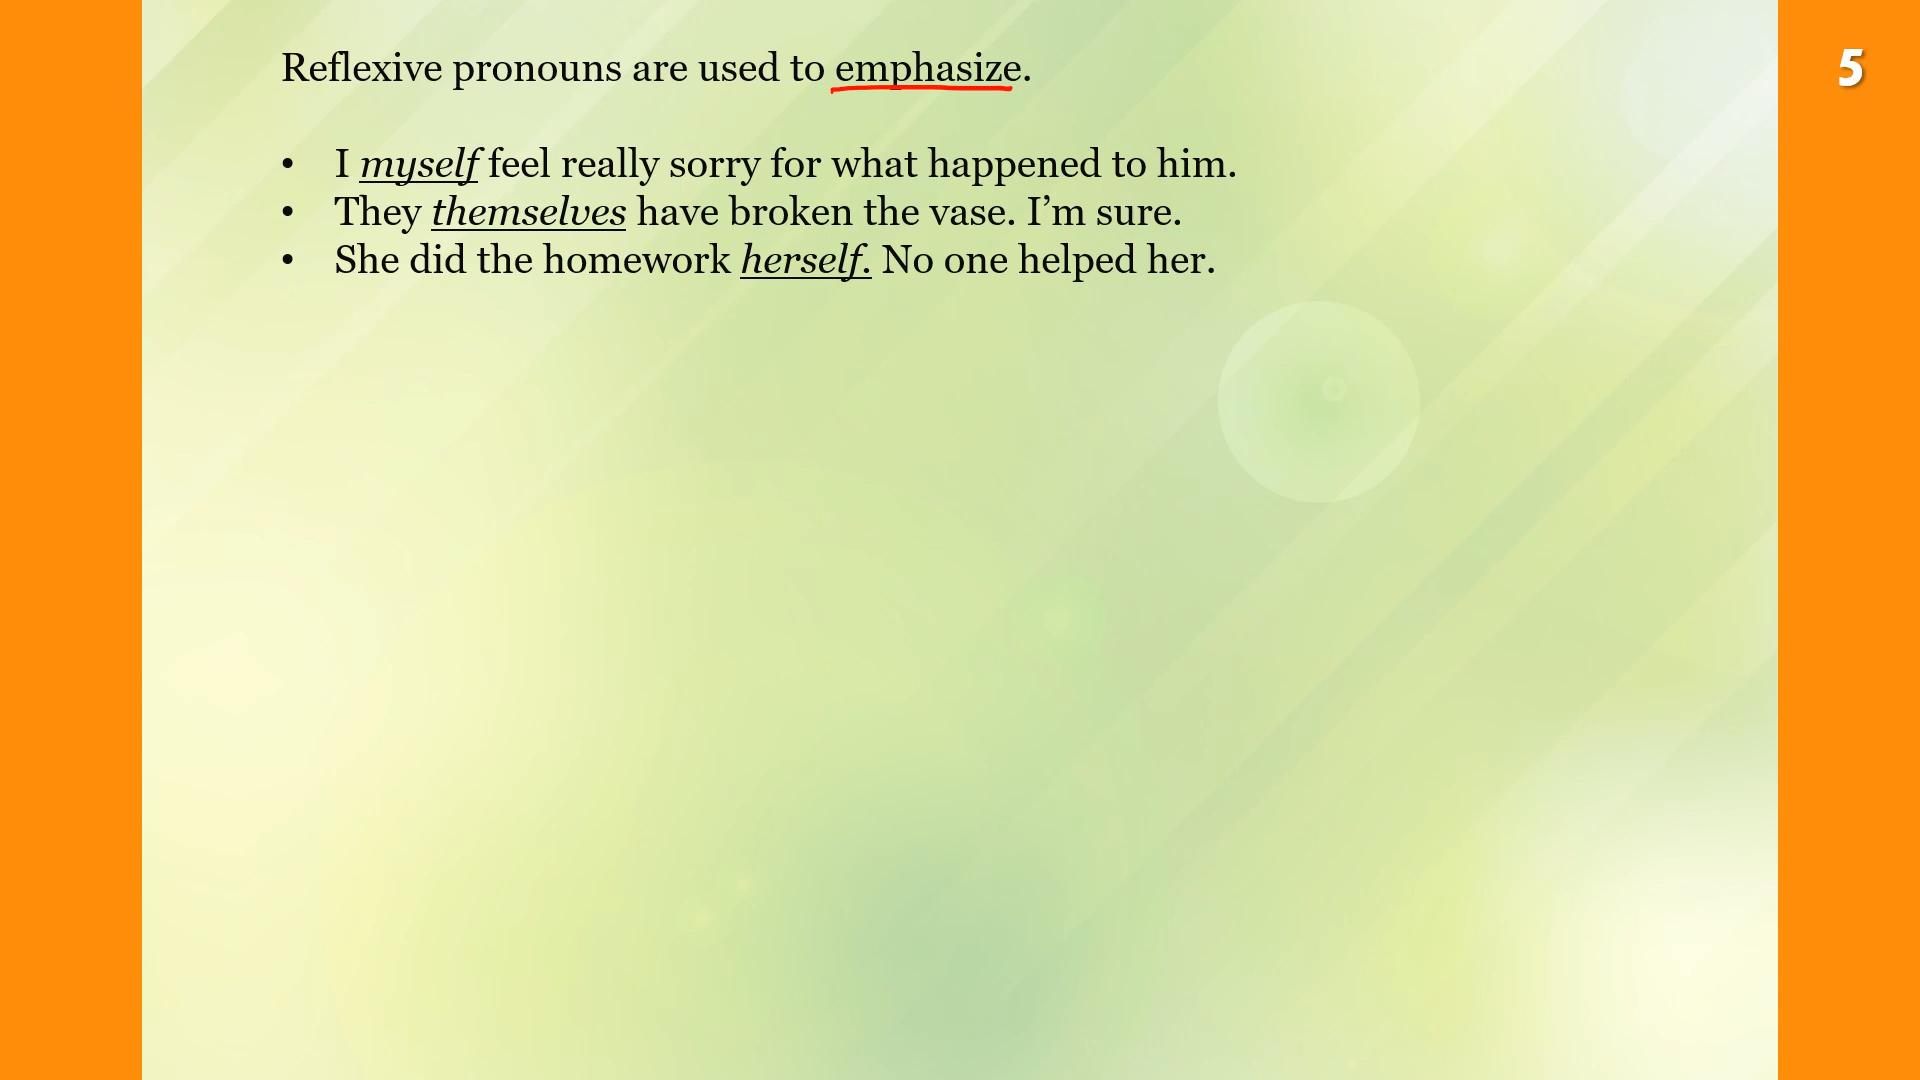 Reflexive pronouns are used to emphasize.
5
• I myself feel really sorry for what happened to him.
• They themselves have broken the vase. I’m sure.
• She did the homework herself. No one helped her.